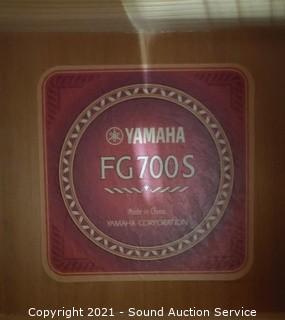 YAMAHA
FG700S
Made in China
YAMAHA CORPORATION
Copyright 2021 - Sound Auction Service